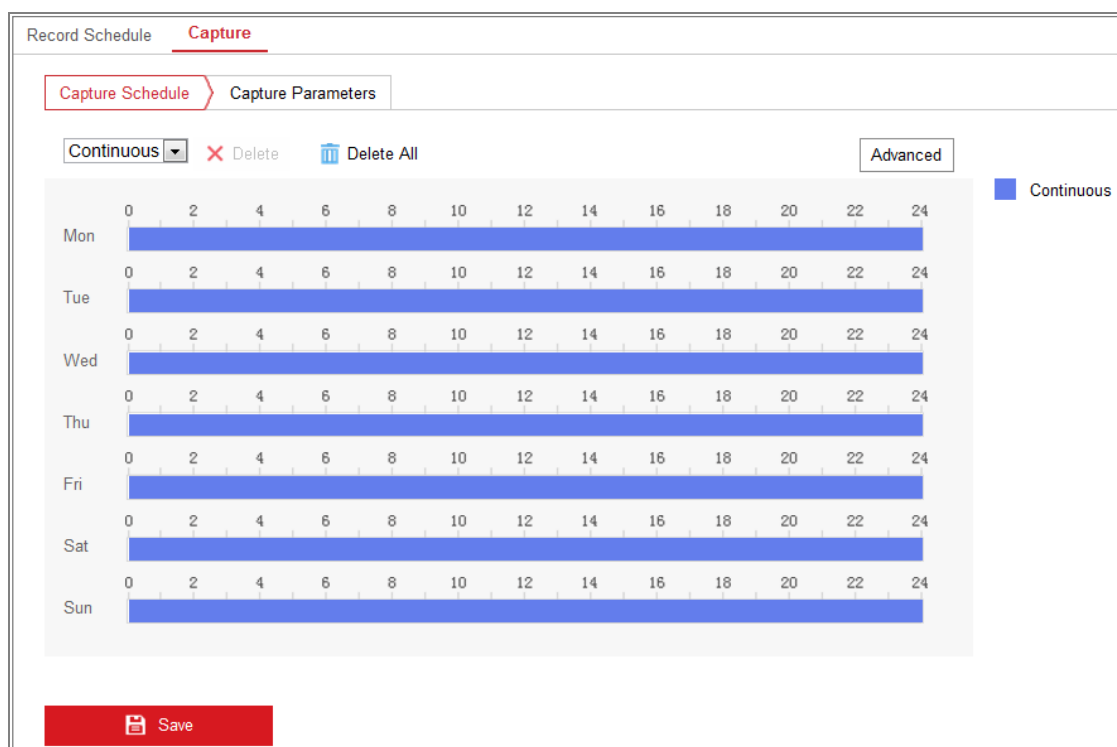 Record Schedule Capture
Capture Schedule Capture Parameters
Continuous Delete Delete All Advanced
Continuous
0 2 4 6 8 10 12 14 16 18 20 22 24
Mon
0 2 4 6 8 10 12 14 16 18 20 22 24
Tue
0 2 4 6 8 10 12 14 16 18 20 22 24
Wed
0 2 4 6 8 10 12 14 16 18 20 22 24
Thu
0 2 4 6 8 10 12 14 16 18 20 22 24
Fri
0 2 4 6 8 10 12 14 16 18 20 22 24
Sat
0 2 4 6 8 10 12 14 16 18 20 22 24
Sun
Save